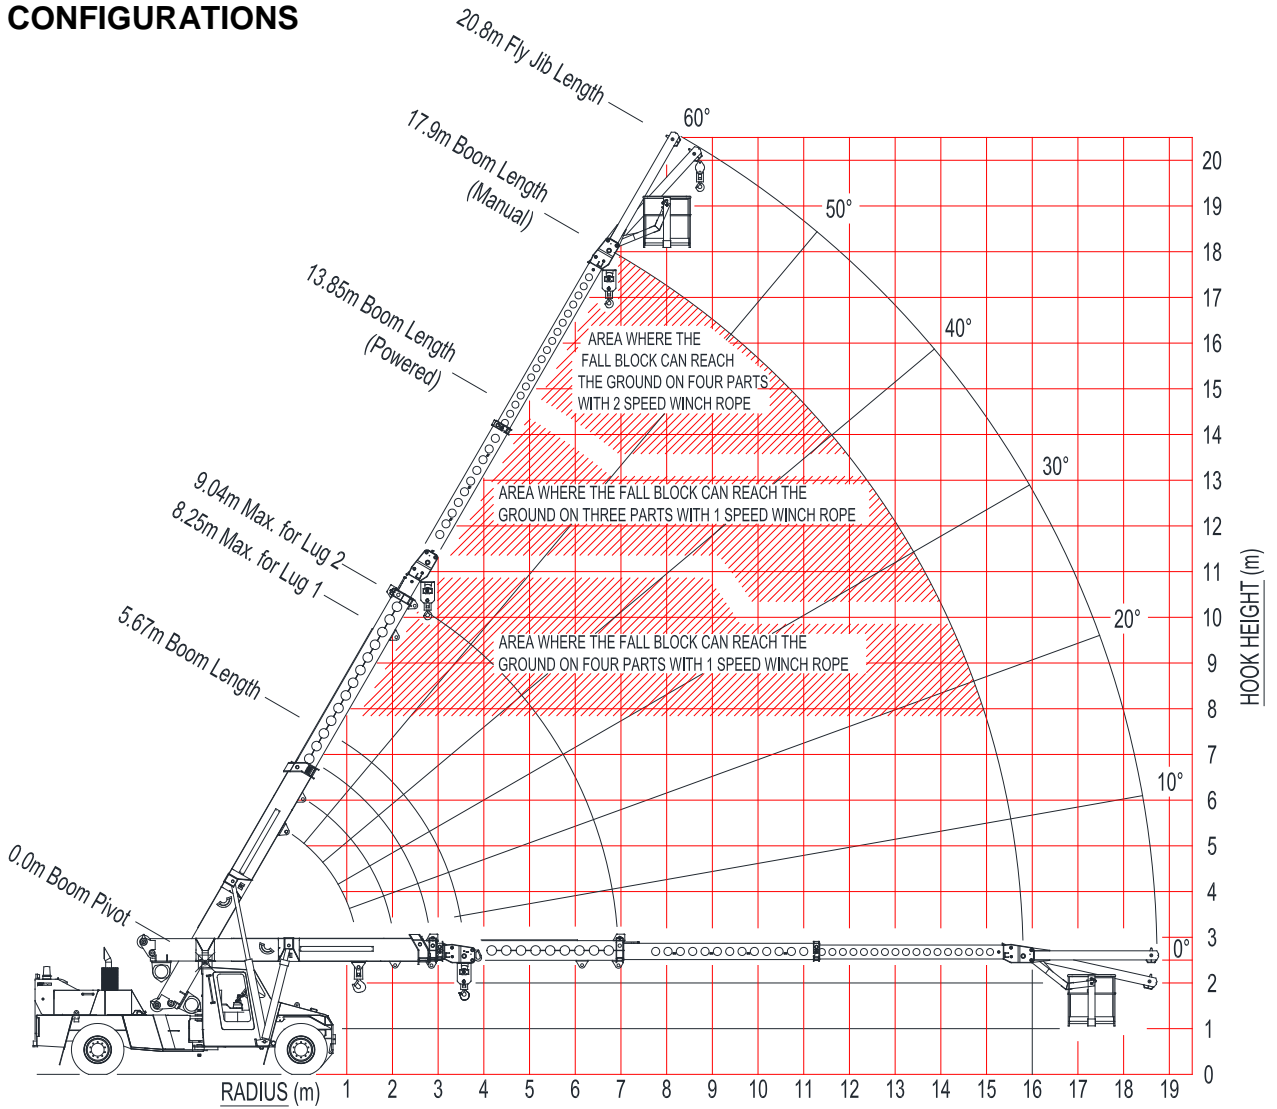 CONFIGURATIONS
20.8m Fly Jib Length
17.9m Boom Length
(Manual)
13.85m Boom Length
(Powered)
9.04m Max. for Lug 2
8.25m Max. for Lug 1
5.67m Boom Length
0.0m Boom Pivot
60°
50°
40°
30°
20°
10°
0°
AREA WHERE THE
FALL BLOCK CAN REACH
THE GROUND ON FOUR PARTS
WITH 2 SPEED WINCH ROPE
AREA WHERE THE FALL BLOCK CAN REACH THE
GROUND ON THREE PARTS WITH 1 SPEED WINCH ROPE
AREA WHERE THE FALL BLOCK CAN REACH THE
GROUND ON FOUR PARTS WITH 1 SPEED WINCH ROPE
20
19
18
17
16
15
14
13
12
11
10
9
8
7
6
5
4
3
2
1
0
HOOK HEIGHT (m)
RADIUS (m) 1 2 3 4 5 6 7 8 9 10 11 12 13 14 15 16 17 18 19